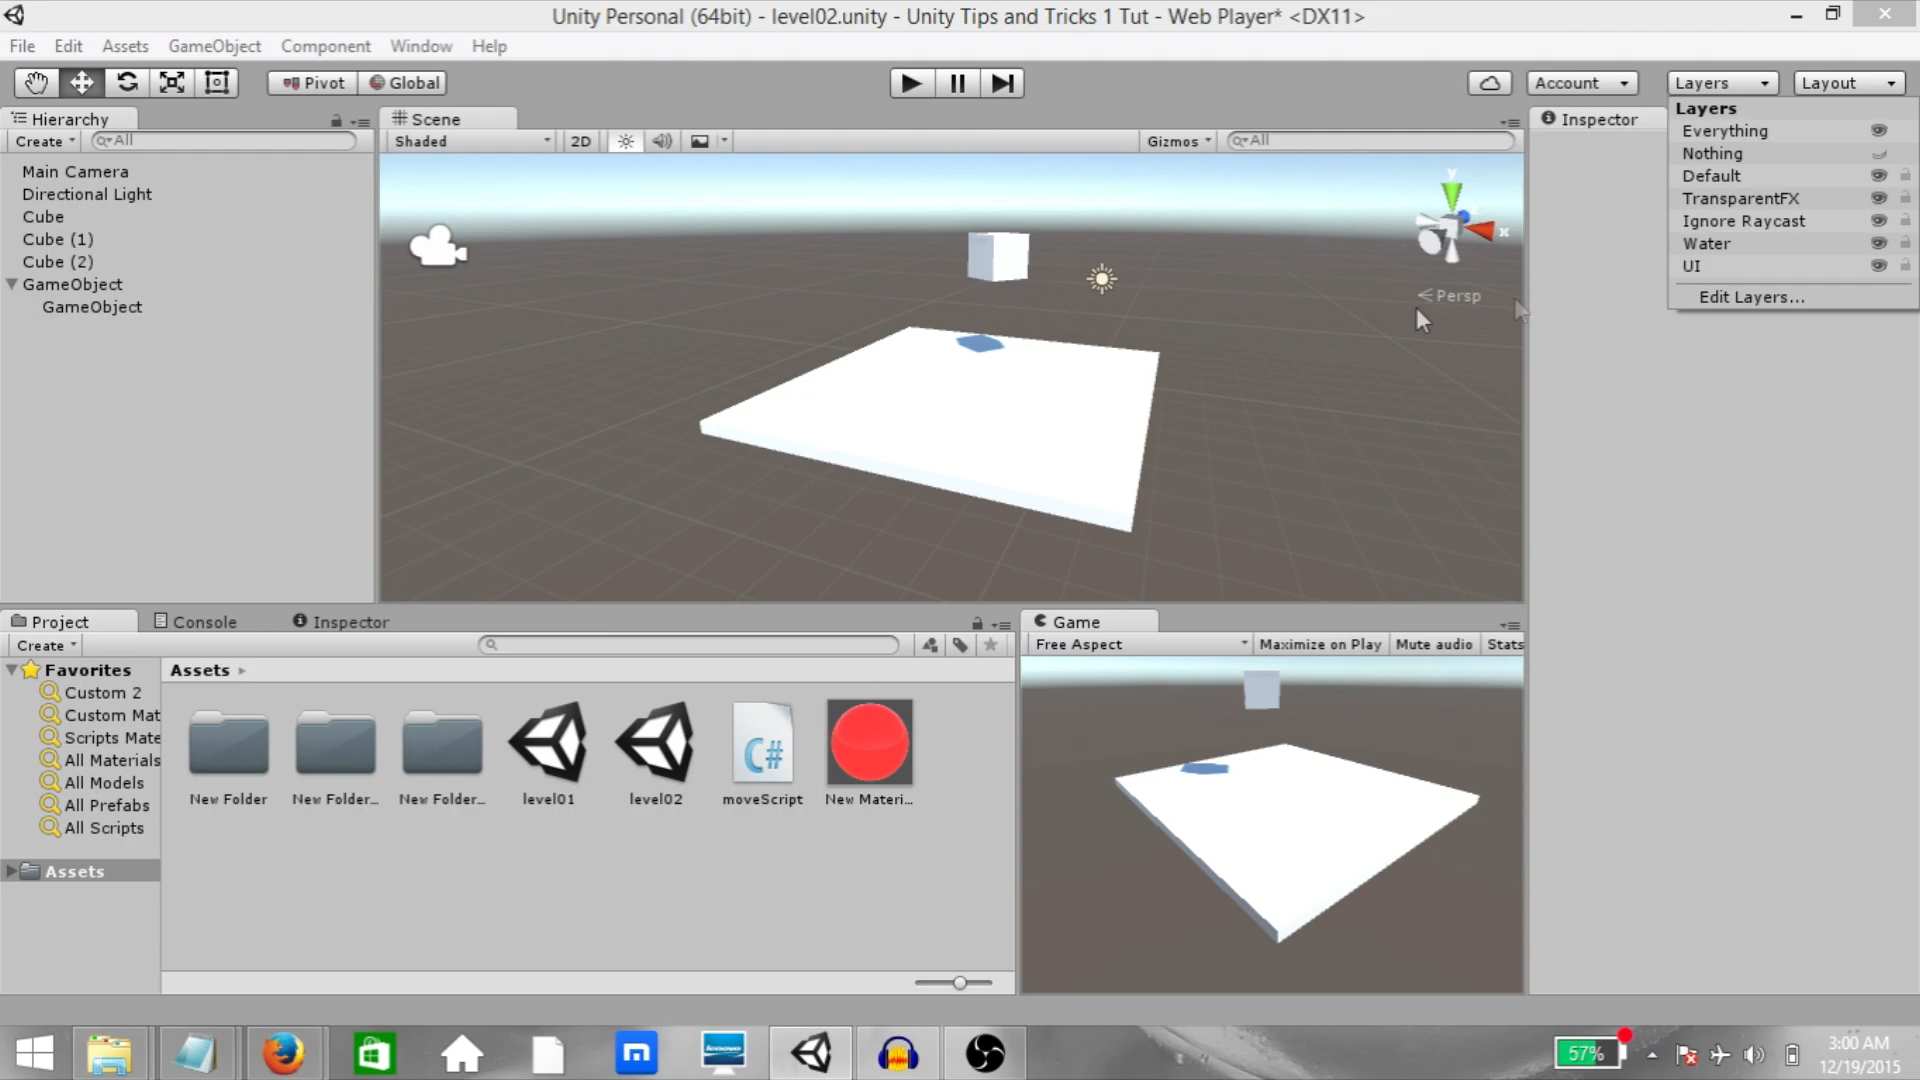 Unity Personal (64bit) - level02.unity - Unity Tips and Tricks 1 Tut - Web Player* <DX11>
File Edit Assets GameObject Component Window Help
Pivot Global Account Layers Layout
Hierarchy
Create All
Main Camera
Directional Light
Cube
Cube (1)
Cube (2)
GameObject
GameObject
Scene
Shaded 2D Gizmos All
y
x
Persp
Inspector
Layers
Everything
Nothing
Default
TransparentFX
Ignore Raycast
Water
UI
Edit Layers...
Project Console Inspector
Create
Favorites
Custom 2
Custom Mat
Scripts Mate
All Materials
All Models
All Prefabs
All Scripts
Assets
Assets
New Folder New Folder... New Folder... level01 level02 moveScript New Materi...
C#
Game
Free Aspect Maximize on Play Mute audio Stats
m
lenovo
57%
3:00 AM
12/19/2015